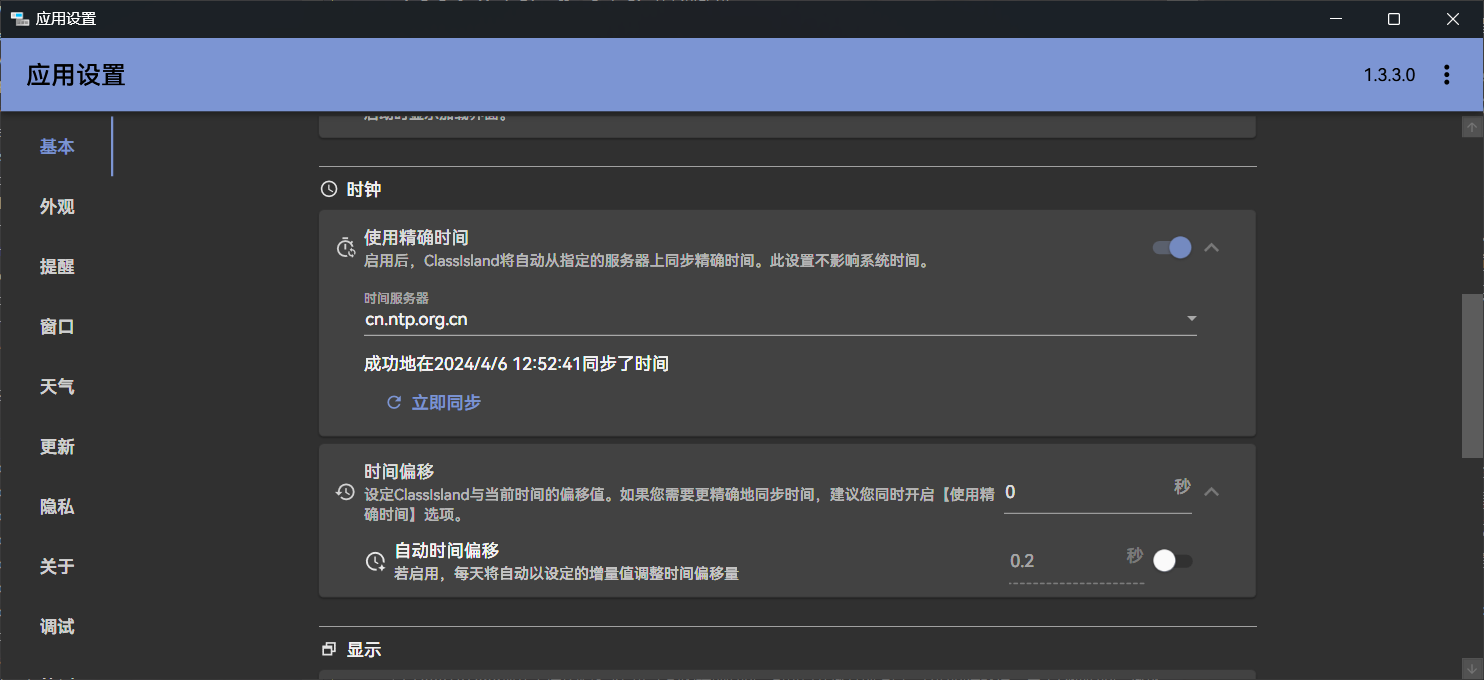 应用设置
应用设置
1.3.3.0
基本
外观
提醒
窗口
天气
更新
隐私
关于
调试
启动时显示加载界面。
时钟
使用精确时间
启用后，ClassIsland将自动从指定的服务器上同步精确时间。此设置不影响系统时间。
时间服务器
cn.ntp.org.cn
成功地在2024/4/6 12:52:41同步了时间
立即同步
时间偏移
设定ClassIsland与当前时间的偏移值。如果您需要更精确地同步时间，建议您同时开启【使用精
确时间】选项。
0
秒
自动时间偏移
若启用，每天将自动以设定的增量值调整时间偏移量
0.2
秒
显示